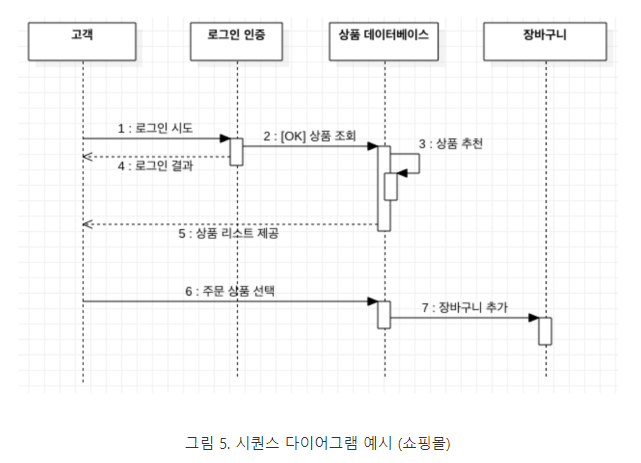 고객
로그인 인증
상품 데이터베이스
장바구니
1 : 로그인 시도
2 : [OK] 상품 조회
3 : 상품 추천
4 : 로그인 결과
5 : 상품 리스트 제공
6 : 주문 상품 선택
7 : 장바구니 추가
그림 5. 시퀀스 다이어그램 예시 (쇼핑몰)